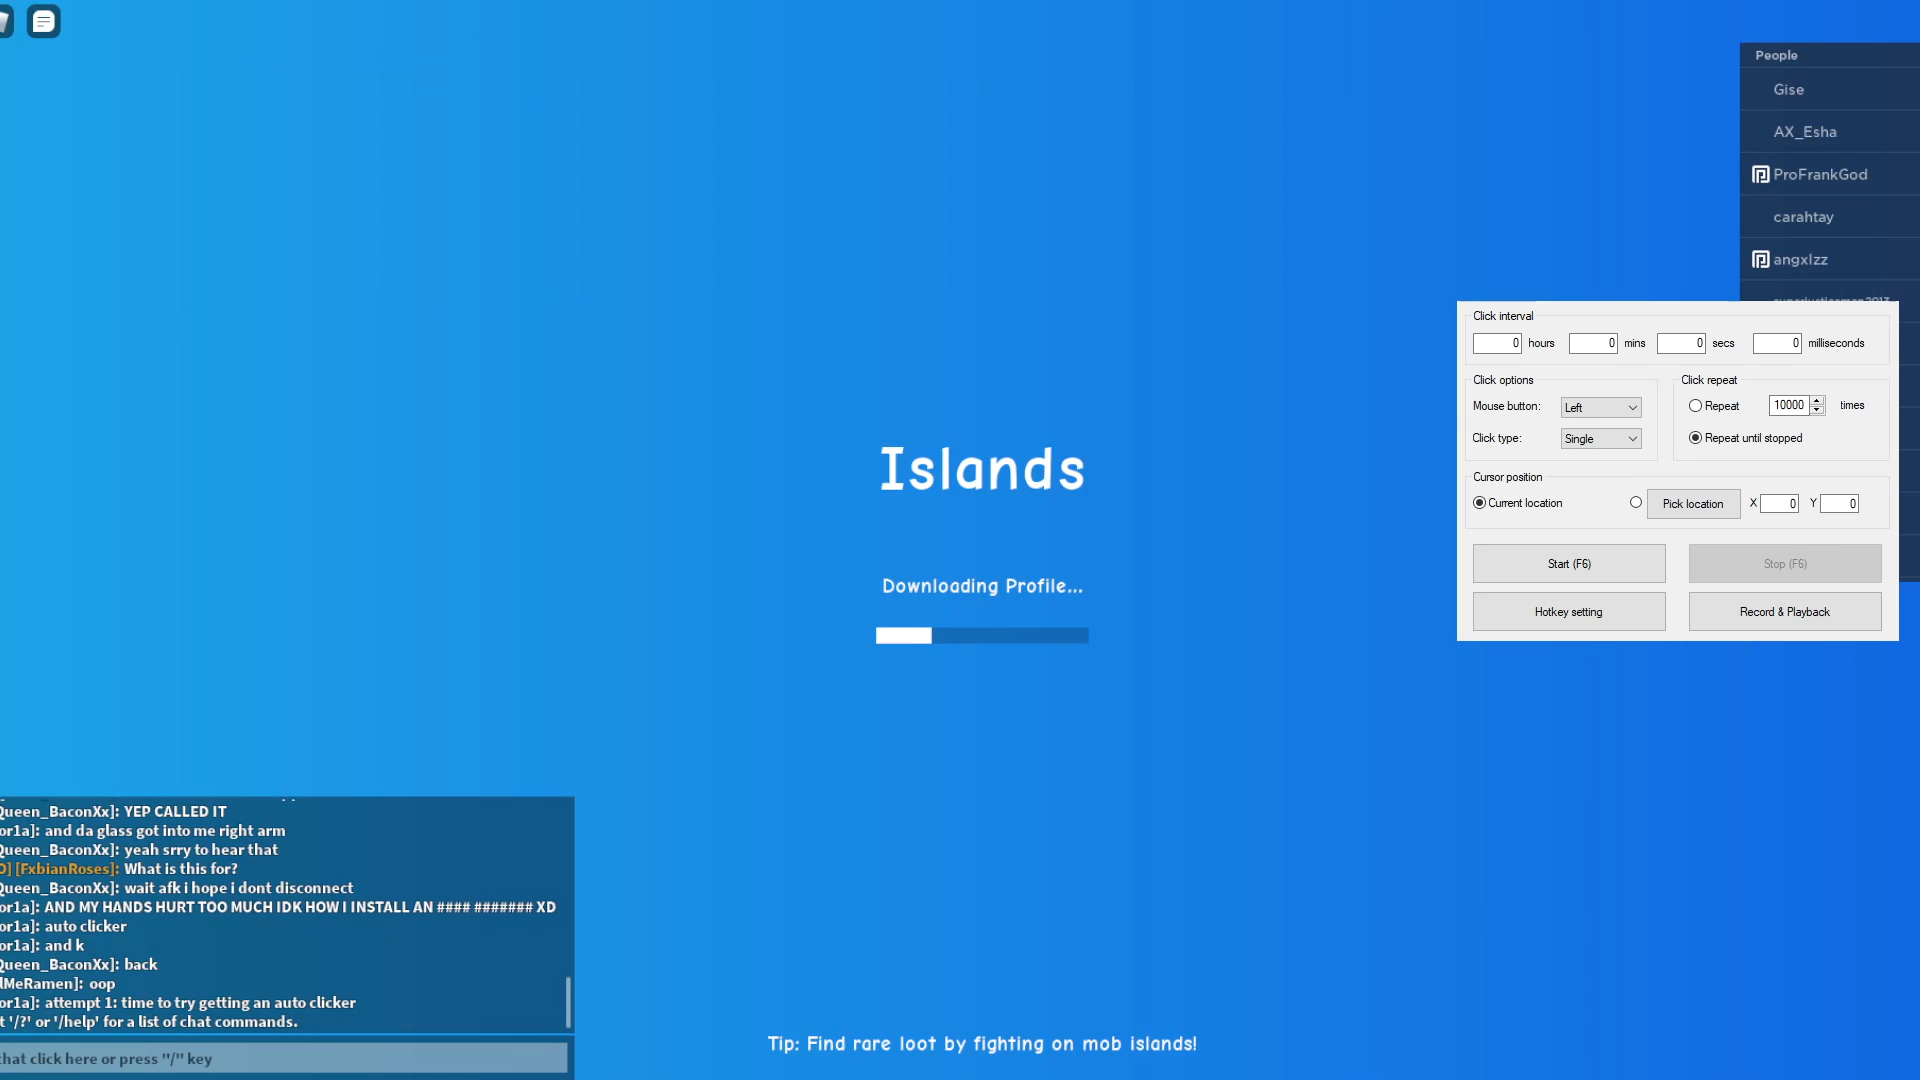 People
Gise
AX_Esha
ProFrankGod
carahtay
angxlzz
Click interval
0 hours 0 mins 0 secs 0 milliseconds
Click options
Mouse button: Left
Click type: Single
Click repeat
Repeat 10000 times
Repeat until stopped
Cursor position
Current location Pick location X 0 Y 0
Start (F6) Stop (F6)
Hotkey setting Record & Playback
Islands
Downloading Profile...
Queen_BaconXx]: YEP CALLED IT
or1a]: and da glass got into me right arm
Queen_BaconXx]: yeah srry to hear that
] [FxbianRoses]: What is this for?
Queen_BaconXx]: wait afk i hope i dont disconnect
or1a]: AND MY HANDS HURT TOO MUCH IDK HOW I INSTALL AN #### ####### XD
or1a]: auto clicker
or1a]: and k
Queen_BaconXx]: back
lMeRamen]: oop
or1a]: attempt 1: time to try getting an auto clicker
t '/?' or '/help' for a list of chat commands.
chat click here or press "/" key
Tip: Find rare loot by fighting on mob islands!